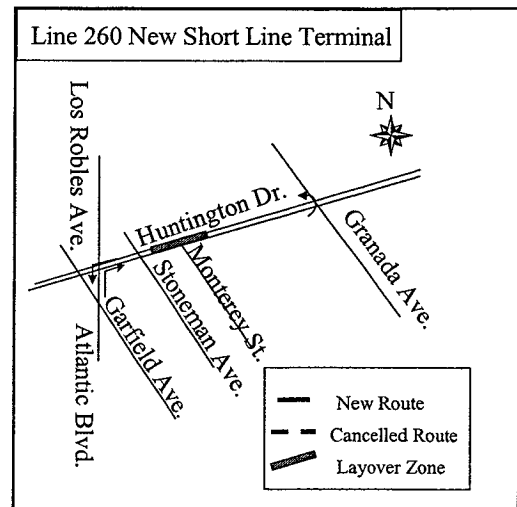 Line 260 New Short Line Terminal
Los Robles Ave.
N
Huntington Dr.
Granada Ave.
Monterey St.
Stoneman Ave.
Garfield Ave.
Atlantic Blvd.
New Route
Cancelled Route
Layover Zone